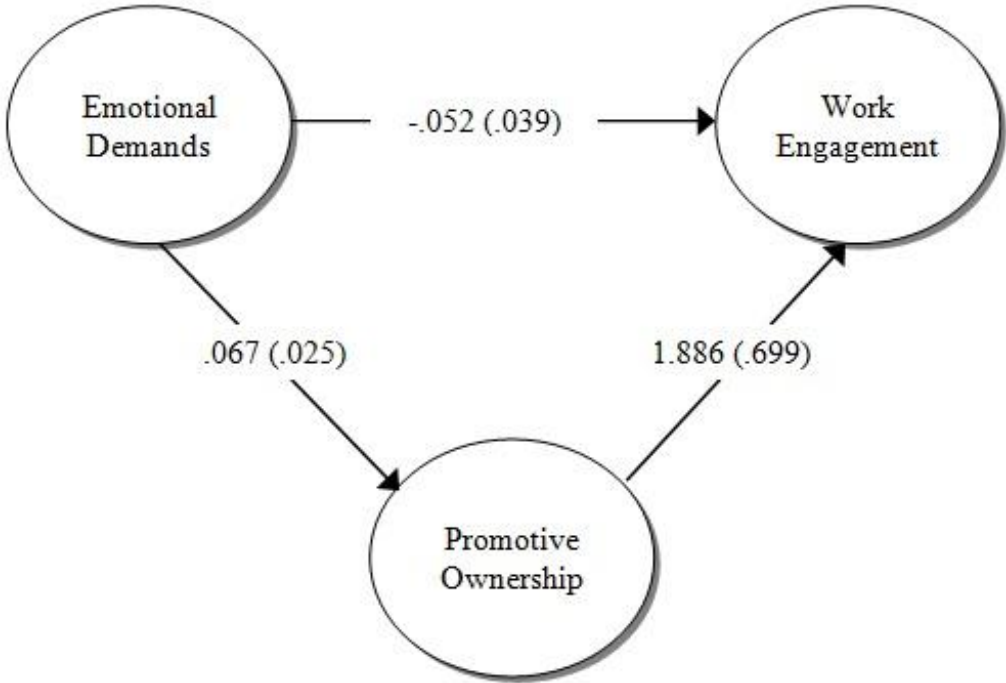 Emotional
Demands
-.052 (.039)
Work
Engagement
.067 (.025)
1.886 (.699)
Promotive
Ownership